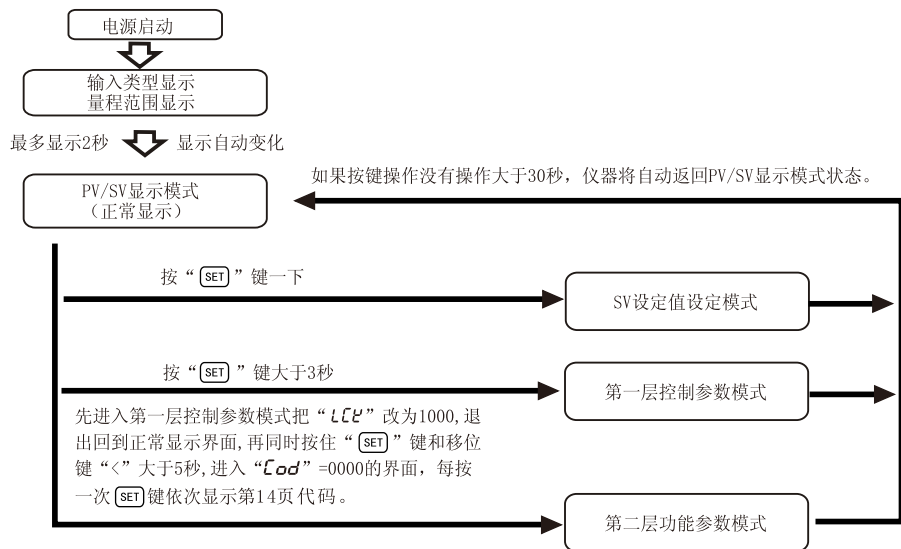 电源启动
输入类型显示
量程范围显示
最多显示2秒
显示自动变化
PV/SV显示模式
（正常显示）
如果按键操作没有操作大于30秒，仪器将自动返回PV/SV显示模式状态。
按“SET”键一下
SV设定值设定模式
按“SET”键大于3秒
第一层控制参数模式
先进入第一层控制参数模式把“LCK”改为1000,退
出回到正常显示界面,再同时按住“SET”键和移位
键“<”大于5秒,进入“Cod”=0000的界面，每按
一次SET键依次显示第14页代码。
第二层功能参数模式